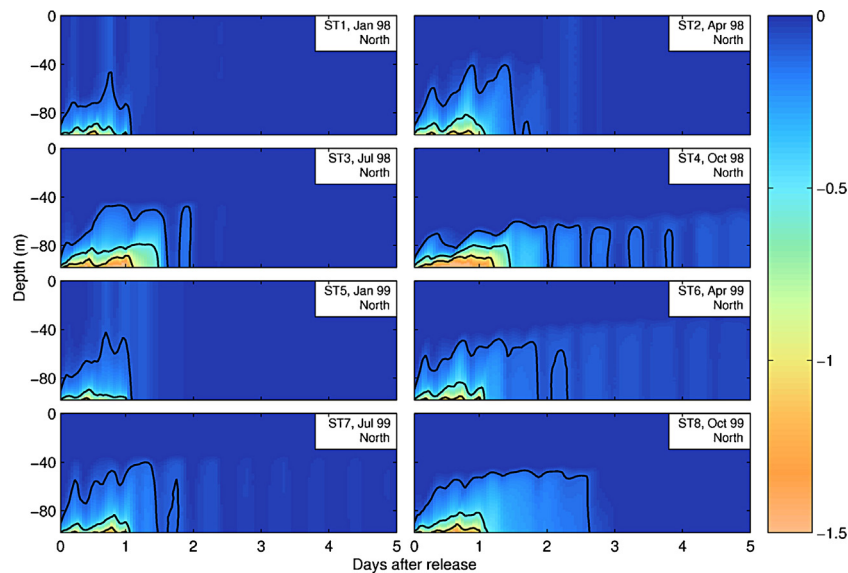 0
−40
−80
ST1, Jan 98
North
ST2, Apr 98
North
−40
−80
0
ST3, Jul 98
North
ST4, Oct 98
North
−40
−80
0
ST5, Jan 99
North
ST6, Apr 99
North
−40
−80
0
ST7, Jul 99
North
ST8, Oct 99
North
0 1 2 3 4 5
0 1 2 3 4 5
Depth (m)
Days after release
0
−0.5
−1
−1.5